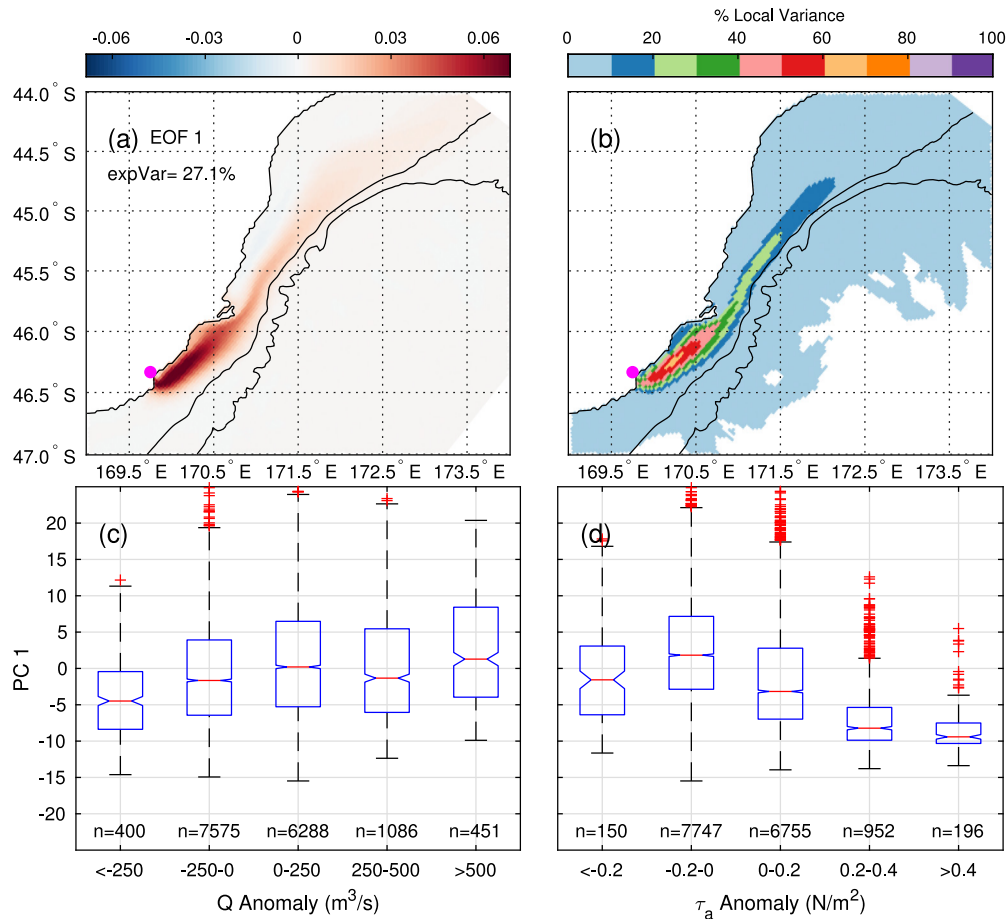 % Local Variance
-0.06 -0.03 0 0.03 0.06
0 20 40 60 80 100
44.0° S
44.5° S
45.0° S
45.5° S
46.0° S
46.5° S
47.0° S
(a) EOF 1
expVar= 27.1%
(b)
169.5° E 170.5° E 171.5° E 172.5° E 173.5° E
169.5° E 170.5° E 171.5° E 172.5° E 173.5° E
(c)
(d)
PC 1
20
15
10
5
0
-5
-10
-15
-20
n=400 n=7575 n=6288 n=1086 n=451
n=150 n=7747 n=6755 n=952 n=196
<-250 -250-0 0-250 250-500 >500
<-0.2 -0.2-0 0-0.2 0.2-0.4 >0.4
Q Anomaly (m³/s)
τₐ Anomaly (N/m²)